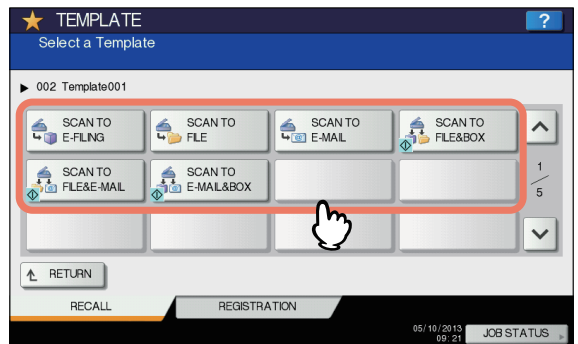 TEMPLATE
?
Select a Template
002 Template001
SCAN TO
E-FILING
SCAN TO
FILE
SCAN TO
E-MAIL
SCAN TO
FILE&BOX
SCAN TO
FILE&E-MAIL
SCAN TO
E-MAIL&BOX
1
5
RETURN
RECALL
REGISTRATION
05/10/2013
09:21
JOB STATUS